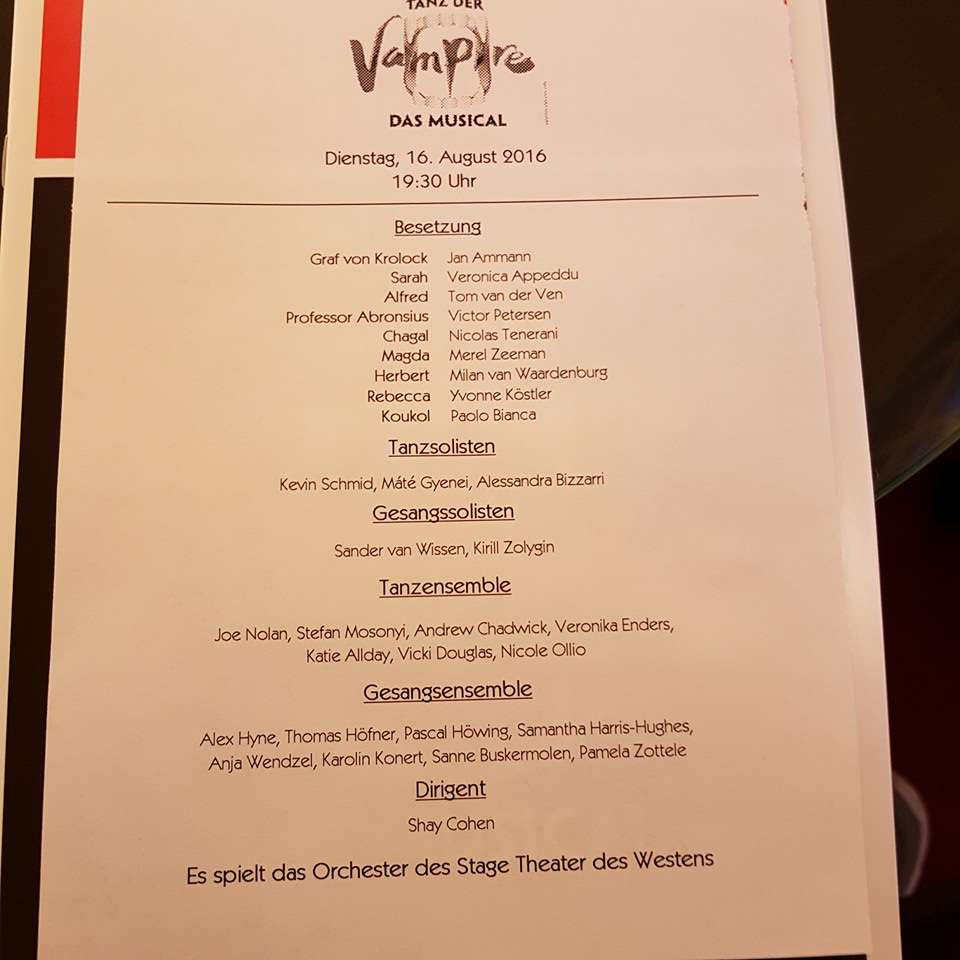 TANZ DER
Vampire
DAS MUSICAL
Dienstag, 16. August 2016
19:30 Uhr
Besetzung
Graf von Krolock Jan Ammann
Sarah Veronica Appeddu
Alfred Tom van der Ven
Professor Abronsius Victor Petersen
Chagal Nicolas Tenerani
Magda Merel Zeeman
Herbert Milan van Waardenburg
Rebecca Yvonne Köstler
Koukol Paolo Bianca
Tanzsolisten
Kevin Schmid, Máté Gyenei, Alessandra Bizzarri
Gesangssolisten
Sander van Wissen, Kirill Zolygin
Tanzensemble
Joe Nolan, Stefan Mosonyi, Andrew Chadwick, Veronika Enders,
Katie Allday, Vicki Douglas, Nicole Ollio
Gesangsensemble
Alex Hyne, Thomas Höfner, Pascal Höwing, Samantha Harris-Hughes,
Anja Wendzel, Karolin Konert, Sanne Buskermolen, Pamela Zottele
Dirigent
Shay Cohen
Es spielt das Orchester des Stage Theater des Westens